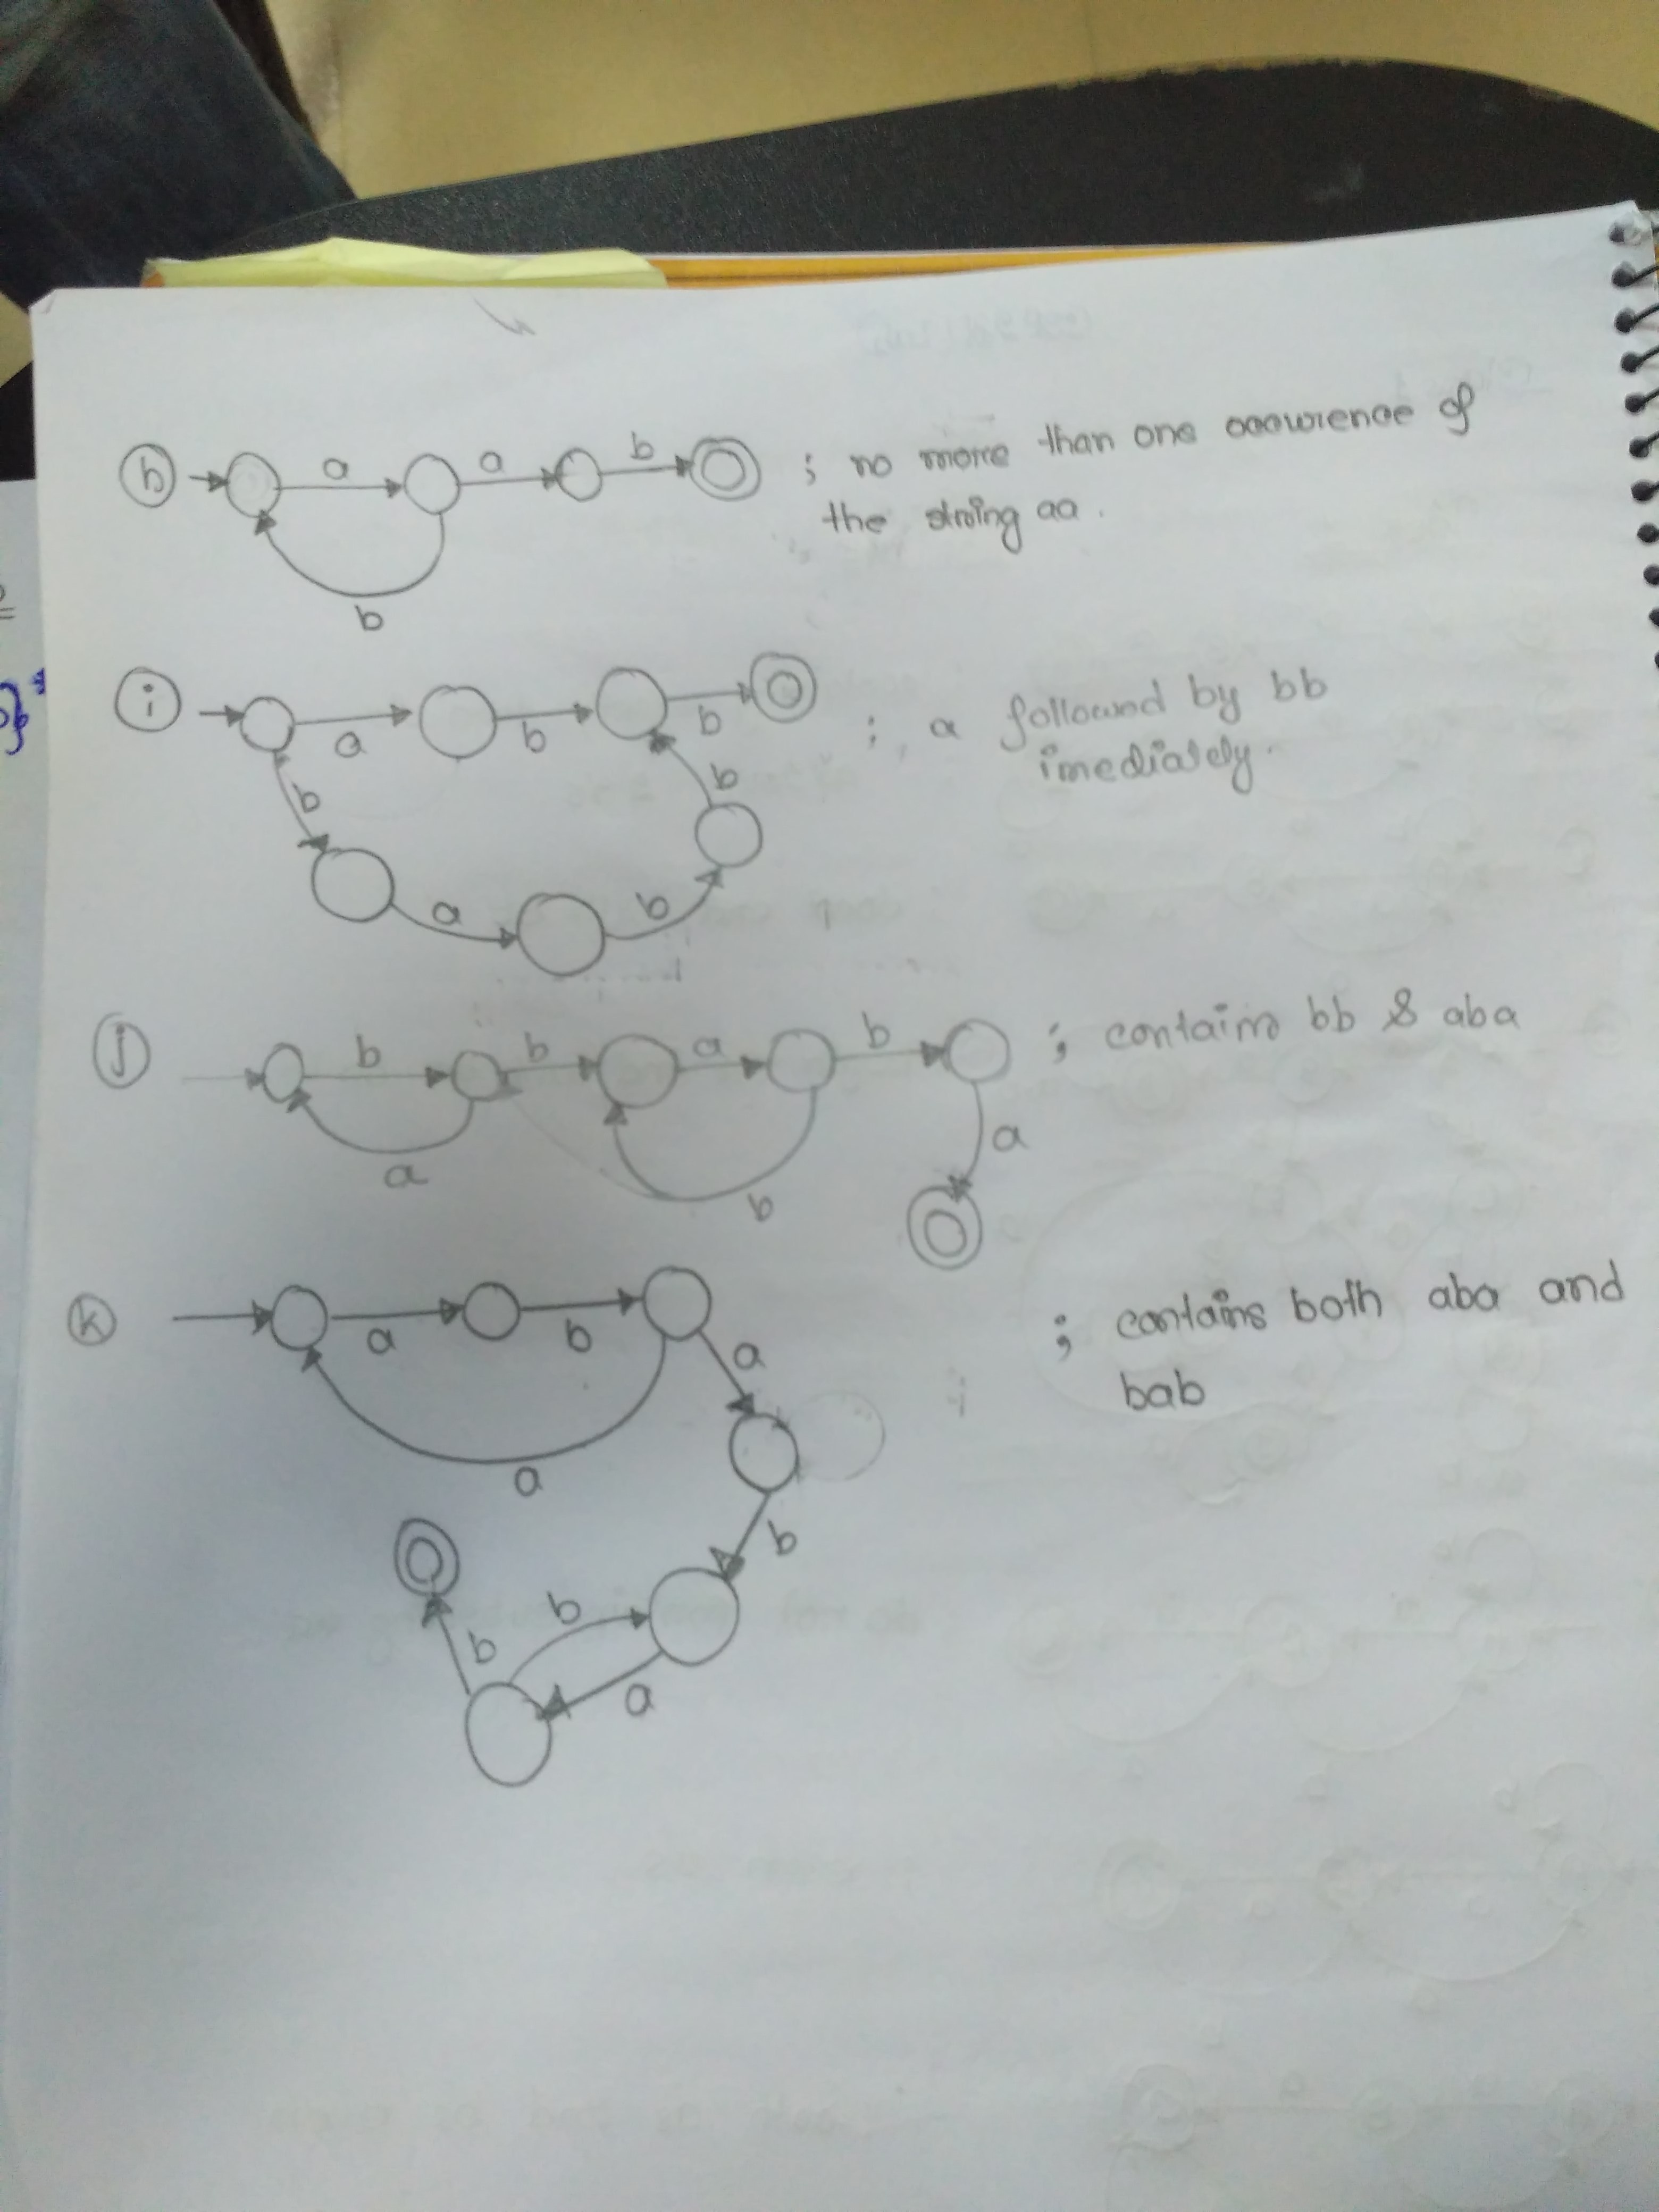 h a a b ; no more than one occurrence of
the string aa.
b
i a b b ; a followed by bb
imediately.
b b
a b
j b b a b ; contains bb & aba
a b a
k a b a ; contains both aba and
bab
a
b
b b
a